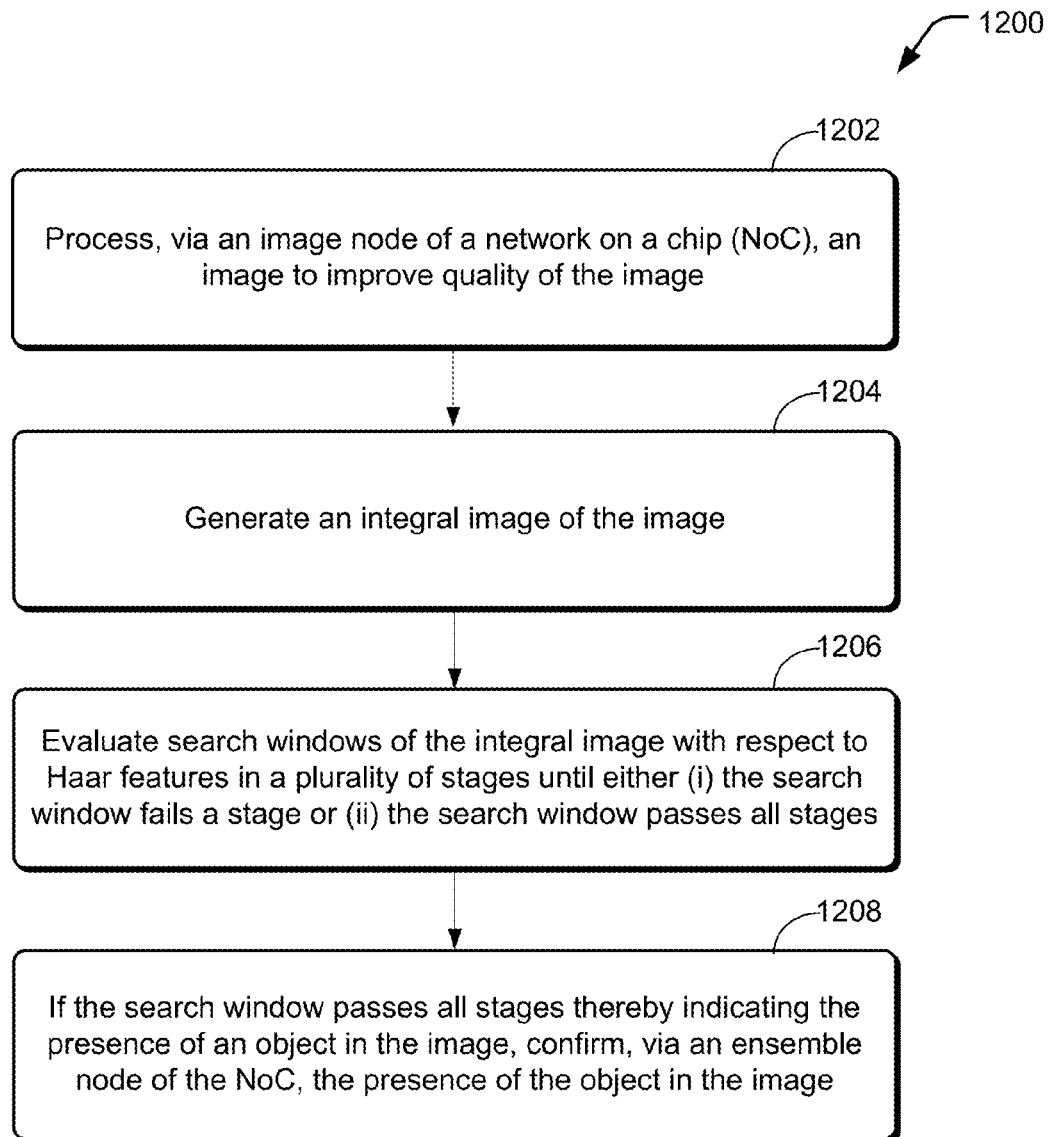 1200
1202
Process, via an image node of a network on a chip (NoC), an
image to improve quality of the image
1204
Generate an integral image of the image
1206
Evaluate search windows of the integral image with respect to
Haar features in a plurality of stages until either (i) the search
window fails a stage or (ii) the search window passes all stages
1208
If the search window passes all stages thereby indicating the
presence of an object in the image, confirm, via an ensemble
node of the NoC, the presence of the object in the image